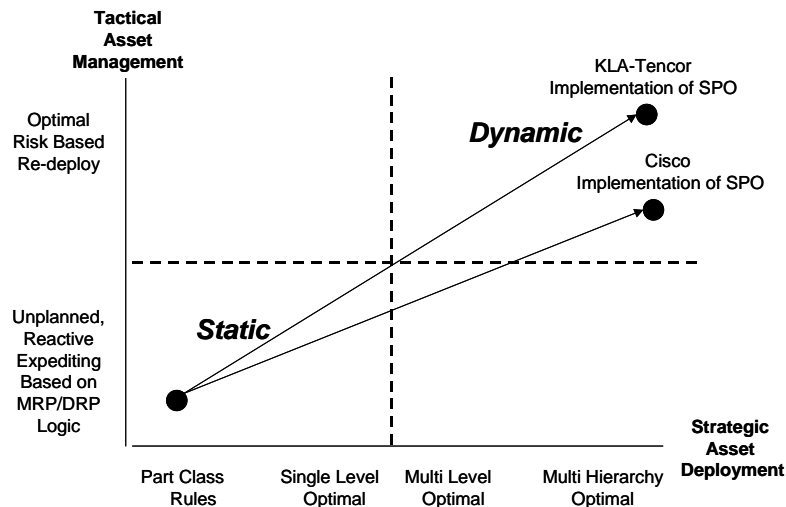 Tactical
Asset
Management
KLA-Tencor
Implementation of SPO
Optimal
Risk Based
Re-deploy
Dynamic
Cisco
Implementation of SPO
Unplanned,
Reactive
Expediting
Based on
MRP/DRP
Logic
Static
Strategic
Asset
Deployment
Part Class
Rules
Single Level
Optimal
Multi Level
Optimal
Multi Hierarchy
Optimal